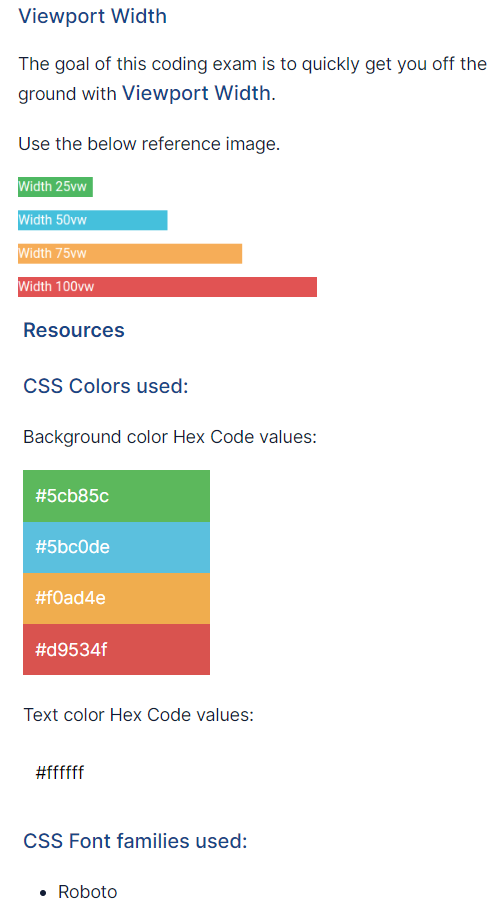 Viewport Width
The goal of this coding exam is to quickly get you off the
ground with Viewport Width.
Use the below reference image.
Width 25vw
Width 50vw
Width 75vw
Width 100vw
Resources
CSS Colors used:
Background color Hex Code values:
#5cb85c
#5bc0de
#f0ad4e
#d9534f
Text color Hex Code values:
#ffffff
CSS Font families used:
• Roboto